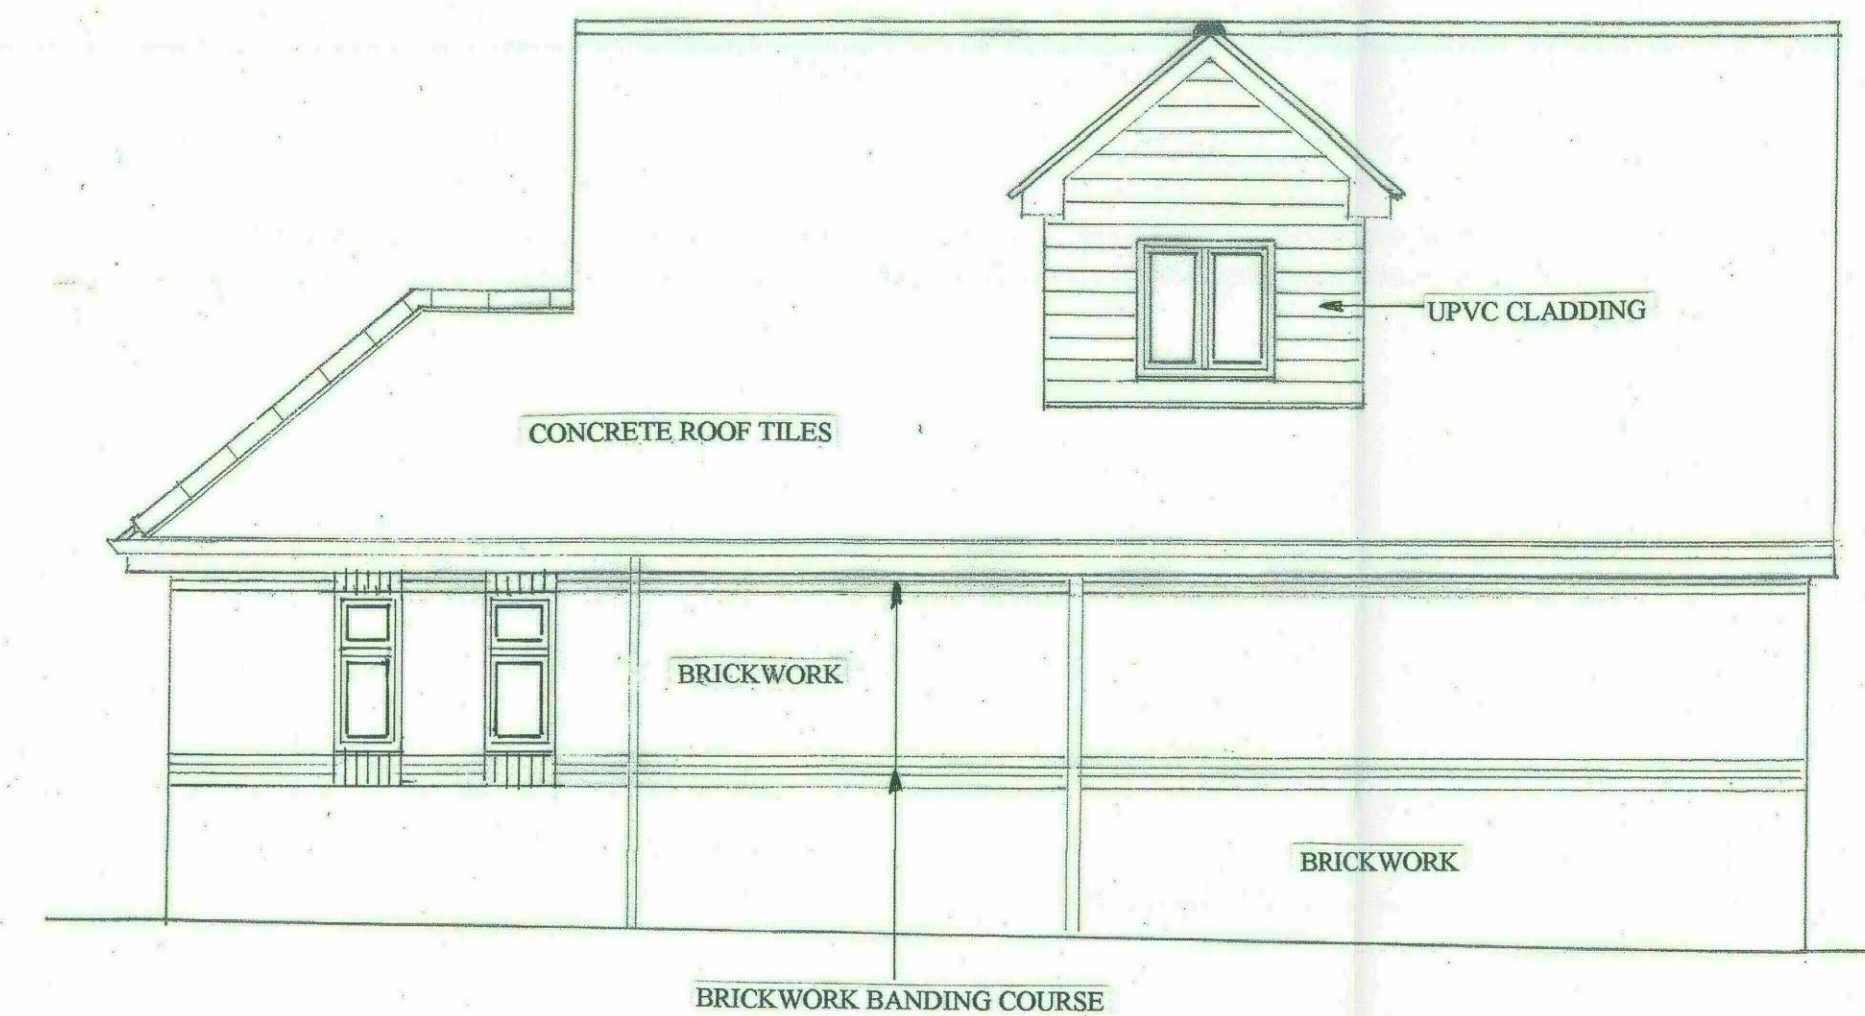 UPVC CLADDING
CONCRETE ROOF TILES
BRICKWORK
BRICKWORK
BRICKWORK BANDING COURSE